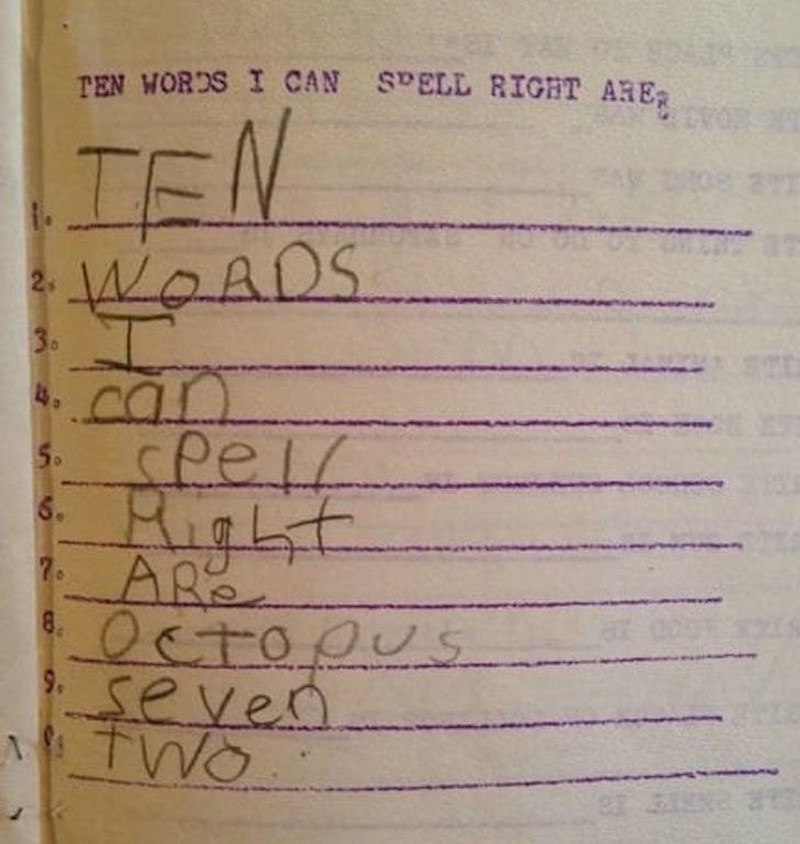 TEN WORDS I CAN SPELL RIGHT ARE:
1. TEN
2. WORDS
3. I
4. can
5. spell
6. Right
7. ARe
8. Octopus
9. seven
two